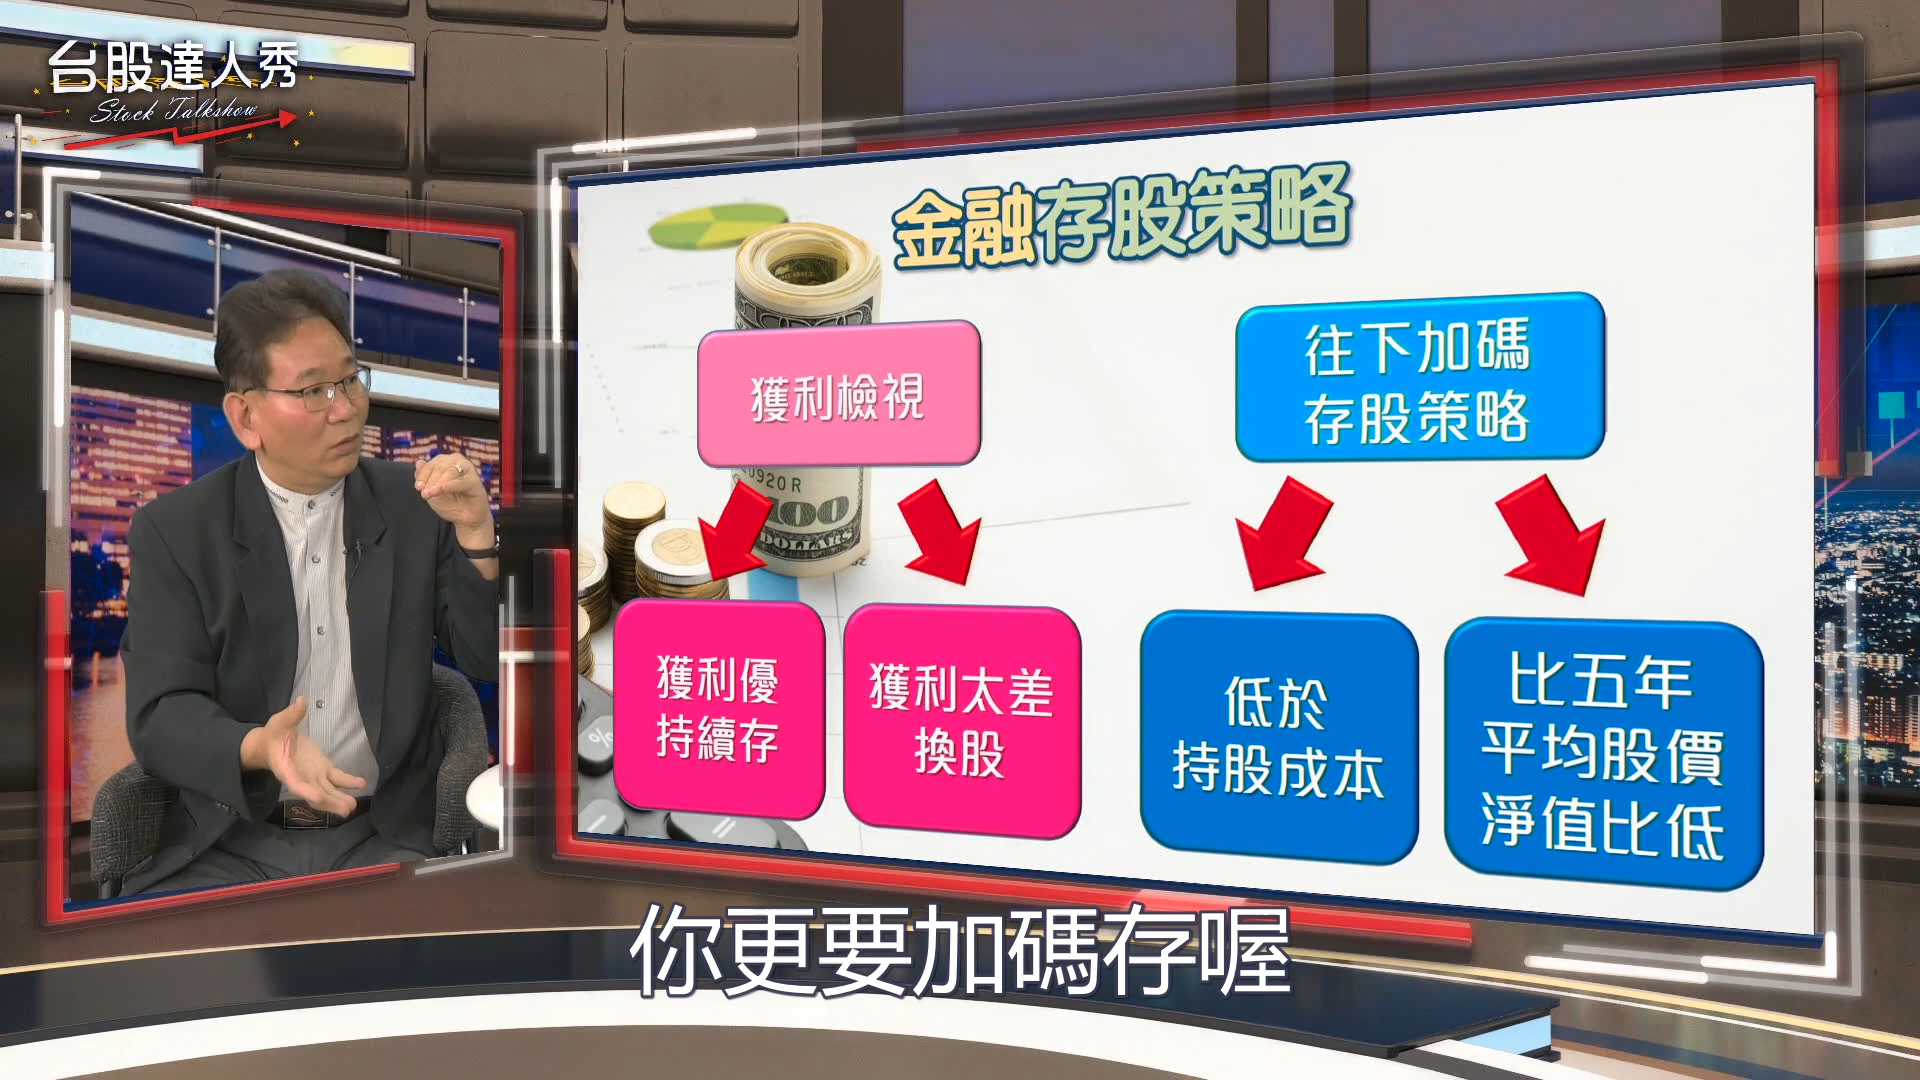 台股達人秀
Stock Talkshow
金融存股策略
獲利檢視
往下加碼
存股策略
獲利優
持續存
獲利太差
換股
低於
持股成本
比五年
平均股價
淨值比低
0920 R
100
DOLLARS
%
你更要加碼存喔